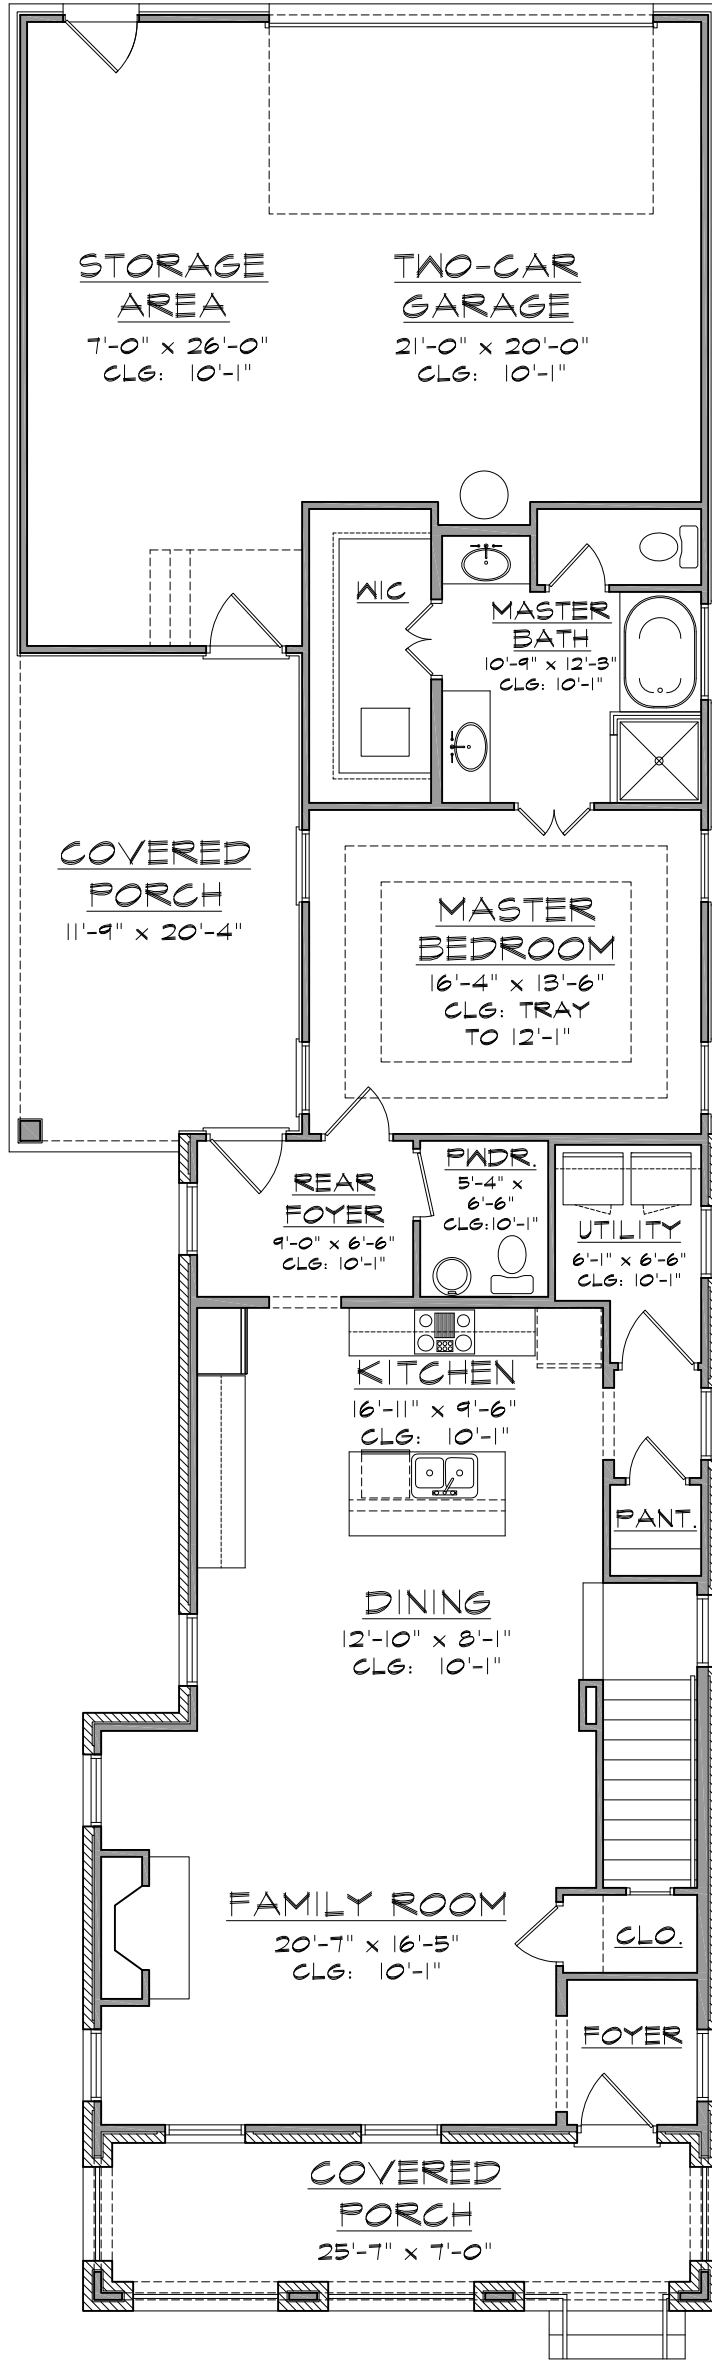 STORAGE
AREA
7'-0" x 26'-0"
CLG: 10'-1"
TWO-CAR
GARAGE
21'-0" x 20'-0"
CLG: 10'-1"
WIC
MASTER
BATH
10'-9" x 12'-3"
CLG: 10'-1"
COVERED
PORCH
11'-9" x 20'-4"
MASTER
BEDROOM
16'-4" x 13'-6"
CLG: TRAY
TO 12'-1"
REAR
FOYER
9'-0" x 6'-6"
CLG: 10'-1"
PWDR.
5'-4" x
6'-6"
CLG:10'-1"
UTILITY
6'-1" x 6'-6"
CLG: 10'-1"
KITCHEN
16'-11" x 9'-6"
CLG: 10'-1"
PANT.
DINING
12'-10" x 8'-1"
CLG: 10'-1"
FAMILY ROOM
20'-7" x 16'-5"
CLG: 10'-1"
CLO.
FOYER
COVERED
PORCH
25'-7" x 7'-0"